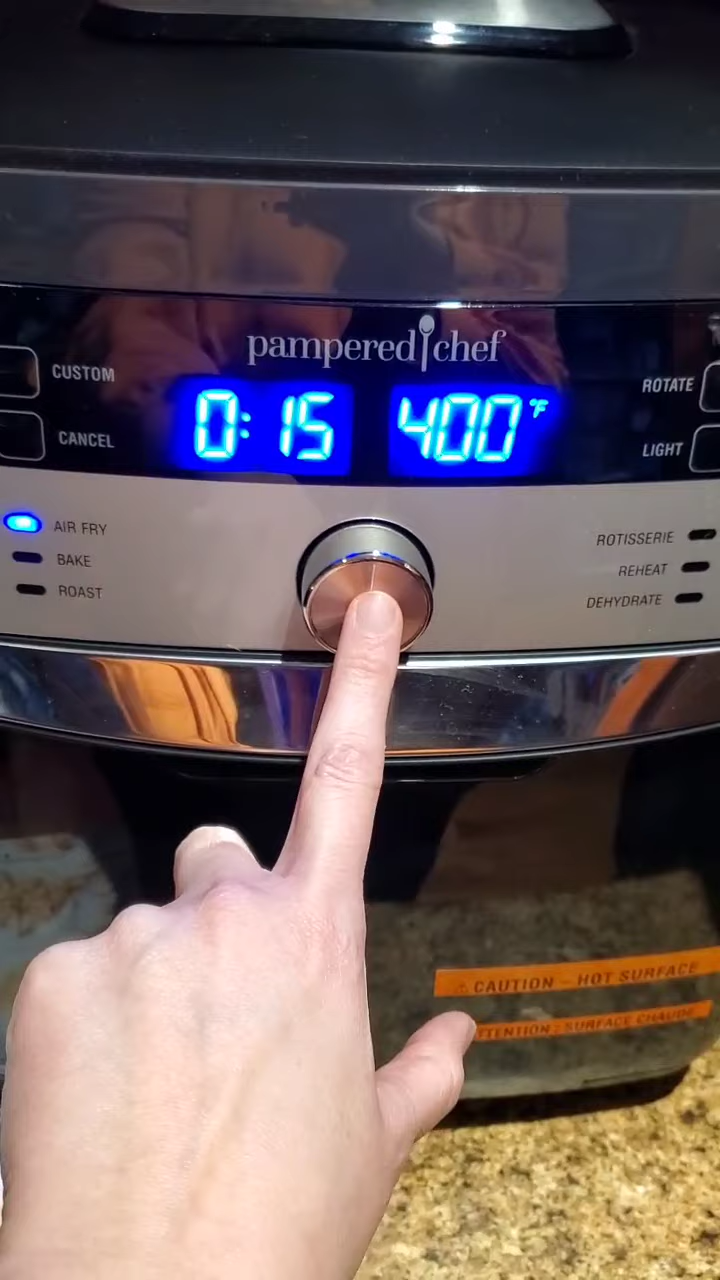 pampered chef
CUSTOM
0:15
400°F
ROTATE
CANCEL
LIGHT
AIR FRY
BAKE
ROAST
ROTISSERIE
REHEAT
DEHYDRATE
⚠ CAUTION - HOT SURFACE
TTENTION: SURFACE CHAUDE